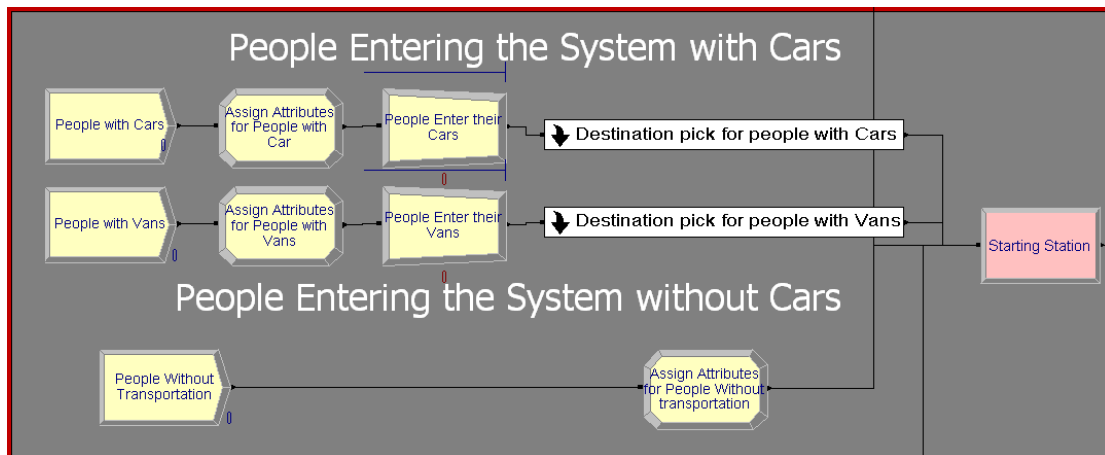 People Entering the System with Cars
People with Cars
0
Assign Attributes
for People with
Car
People Enter their
Cars
0
Destination pick for people with Cars
People with Vans
0
Assign Attributes
for People with
Vans
People Enter their
Vans
0
Destination pick for people with Vans
Starting Station
People Entering the System without Cars
People Without
Transportation
0
Assign Attributes
for People Without
transportation